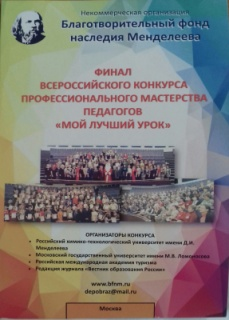 Некоммерческая организация
Благотворительный фонд
наследия Менделеева
ФИНАЛ
ВСЕРОССИЙСКОГО КОНКУРСА
ПРОФЕССИОНАЛЬНОГО МАСТЕРСТВА
ПЕДАГОГОВ
«МОЙ ЛУЧШИЙ УРОК»
ОРГАНИЗАТОРЫ КОНКУРСА
• Российский химико-технологический университет имени Д.И.
Менделеева
• Московский государственный университет имени М.В. Ломоносова
• Российская международная академия туризма
• Редакция журнала «Вестник образования России»
www.bfnm.ru
depobraz@mail.ru
Москва